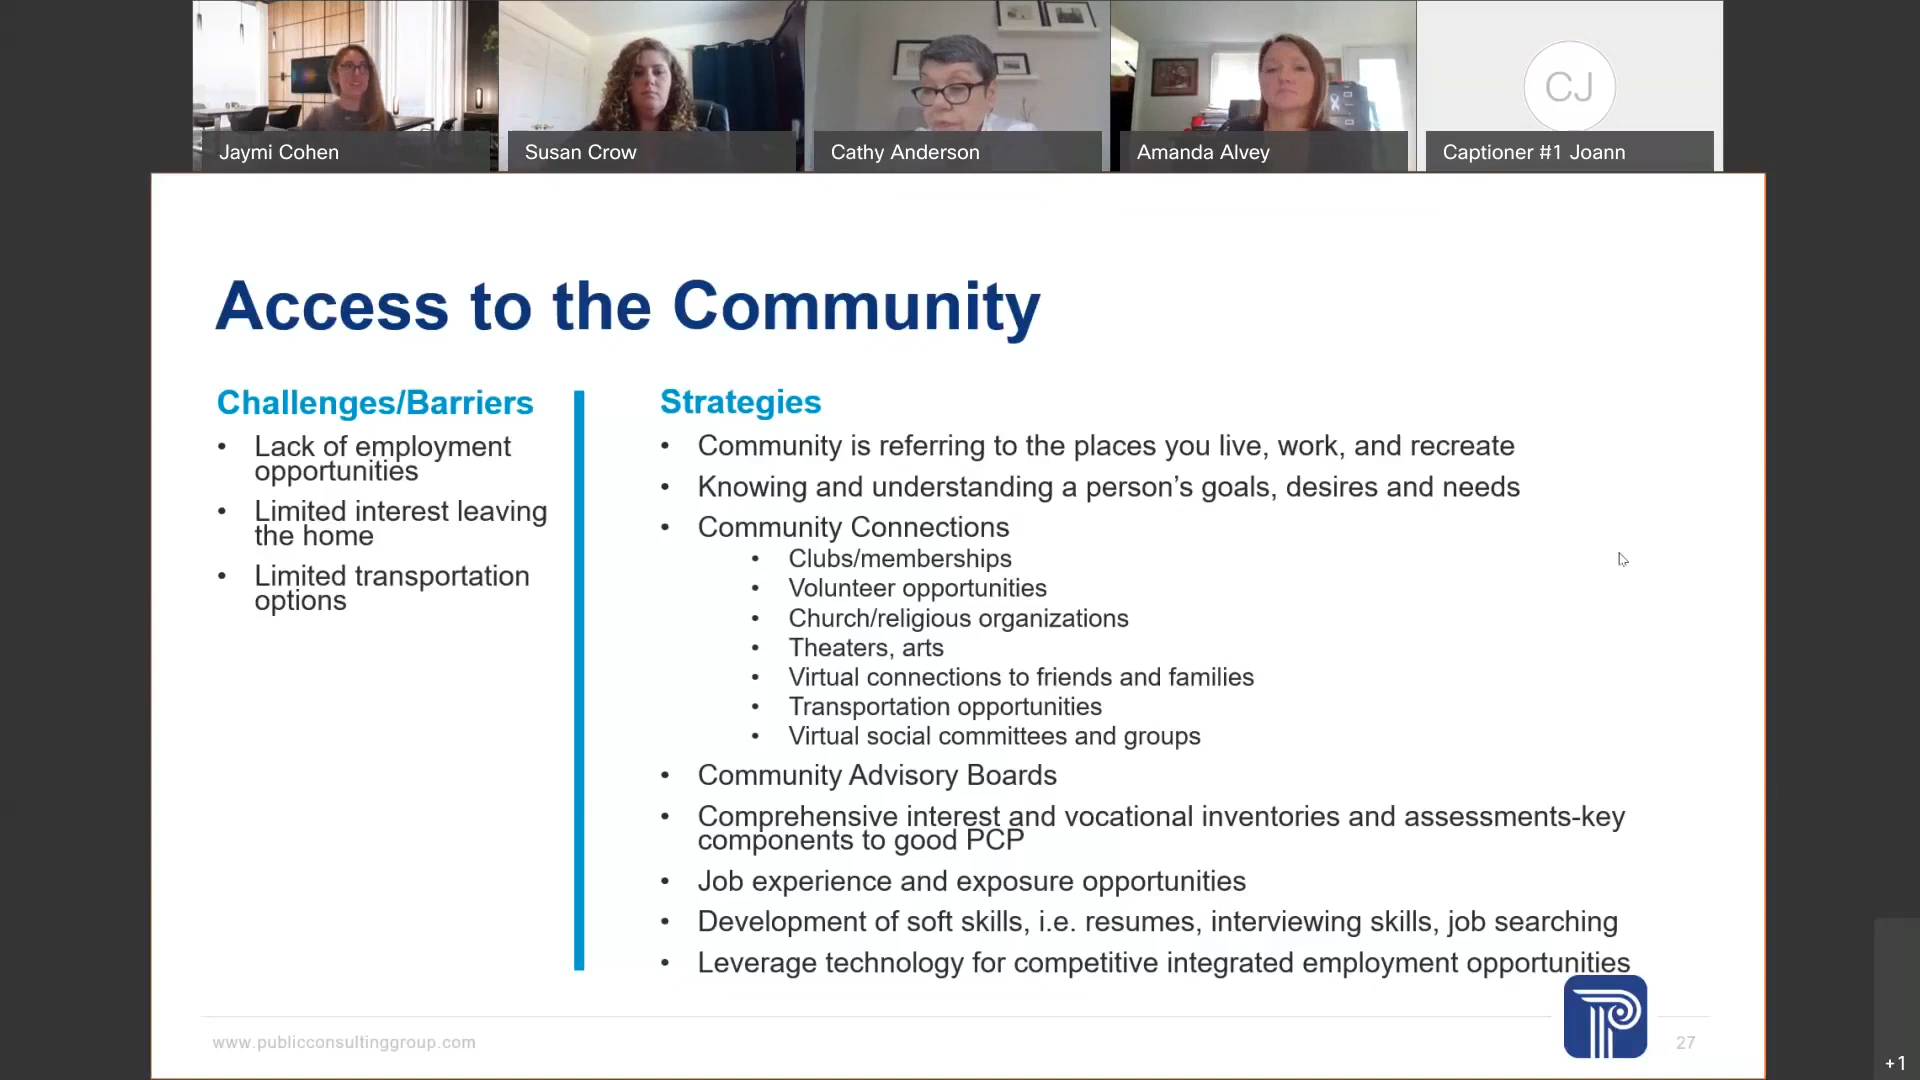 Jaymi Cohen
Susan Crow
Cathy Anderson
Amanda Alvey
CJ
Captioner #1 Joann
Access to the Community
Challenges/Barriers
• Lack of employment
opportunities
• Limited interest leaving
the home
• Limited transportation
options
Strategies
• Community is referring to the places you live, work, and recreate
• Knowing and understanding a person’s goals, desires and needs
• Community Connections
• Clubs/memberships
• Volunteer opportunities
• Church/religious organizations
• Theaters, arts
• Virtual connections to friends and families
• Transportation opportunities
• Virtual social committees and groups
• Community Advisory Boards
• Comprehensive interest and vocational inventories and assessments-key
components to good PCP
• Job experience and exposure opportunities
• Development of soft skills, i.e. resumes, interviewing skills, job searching
• Leverage technology for competitive integrated employment opportunities
www.publicconsultinggroup.com
27
+1